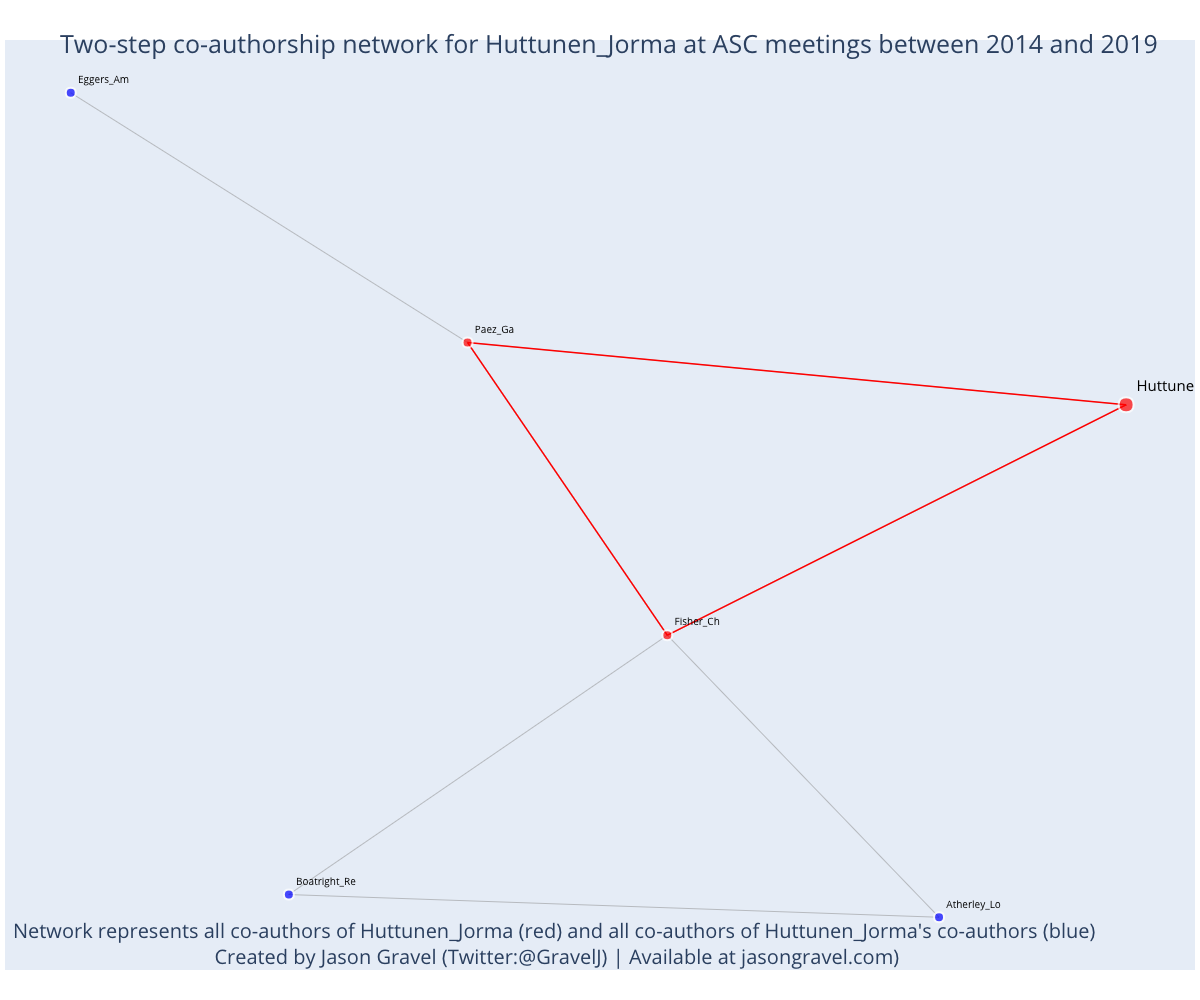 Two-step co-authorship network for Huttunen_Jorma at ASC meetings between 2014 and 2019
Eggers_Am
Paez_Ga
Huttune
Fisher_Ch
Boatright_Re
Atherley_Lo
Network represents all co-authors of Huttunen_Jorma (red) and all co-authors of Huttunen_Jorma's co-authors (blue)
Created by Jason Gravel (Twitter:@GravelJ) | Available at jasongravel.com)